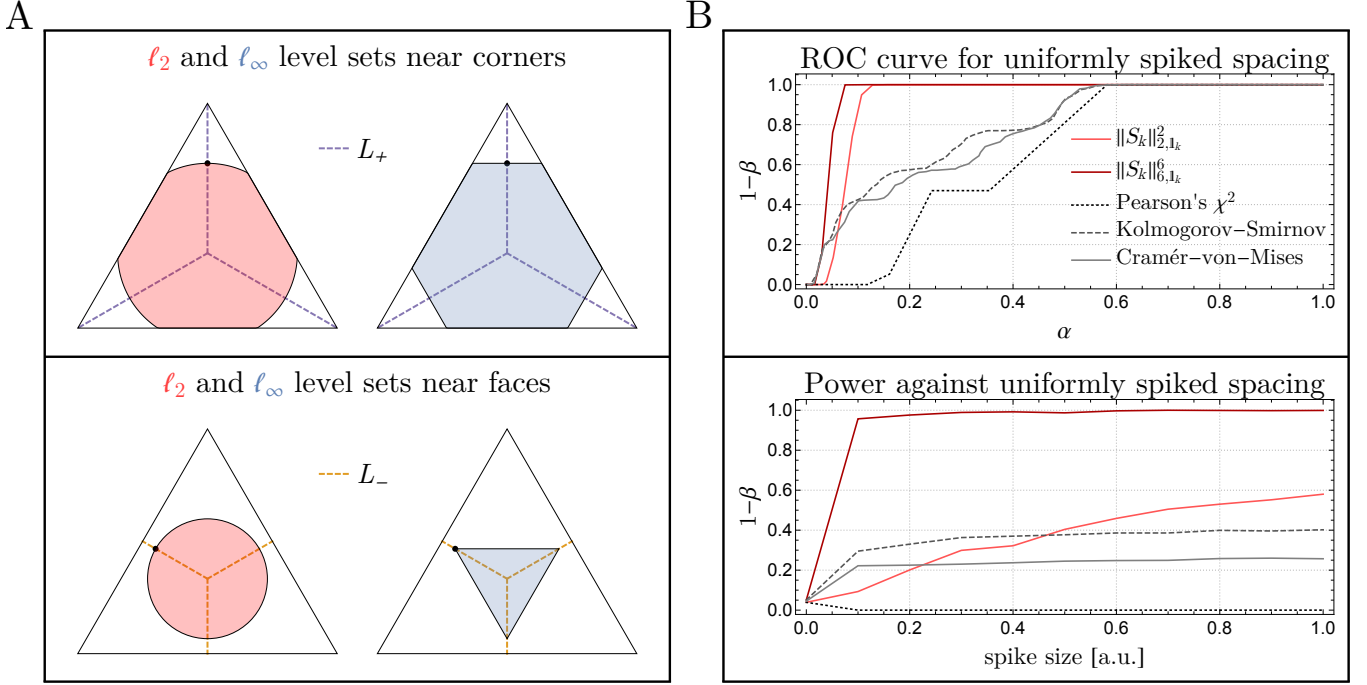 A
ℓ₂ and ℓ∞ level sets near corners
L₊
ℓ₂ and ℓ∞ level sets near faces
L₋
B
ROC curve for uniformly spiked spacing
1−β
1.0
0.8
0.6
0.4
0.2
0.0
‖Sₖ‖²₂,𝟙ₖ
‖Sₖ‖⁶₆,𝟙ₖ
Pearson's χ²
Kolmogorov−Smirnov
Cramér−von−Mises
0.0 0.2 0.4 0.6 0.8 1.0
α
Power against uniformly spiked spacing
1−β
1.0
0.8
0.6
0.4
0.2
0.0
0.0 0.2 0.4 0.6 0.8 1.0
spike size [a.u.]